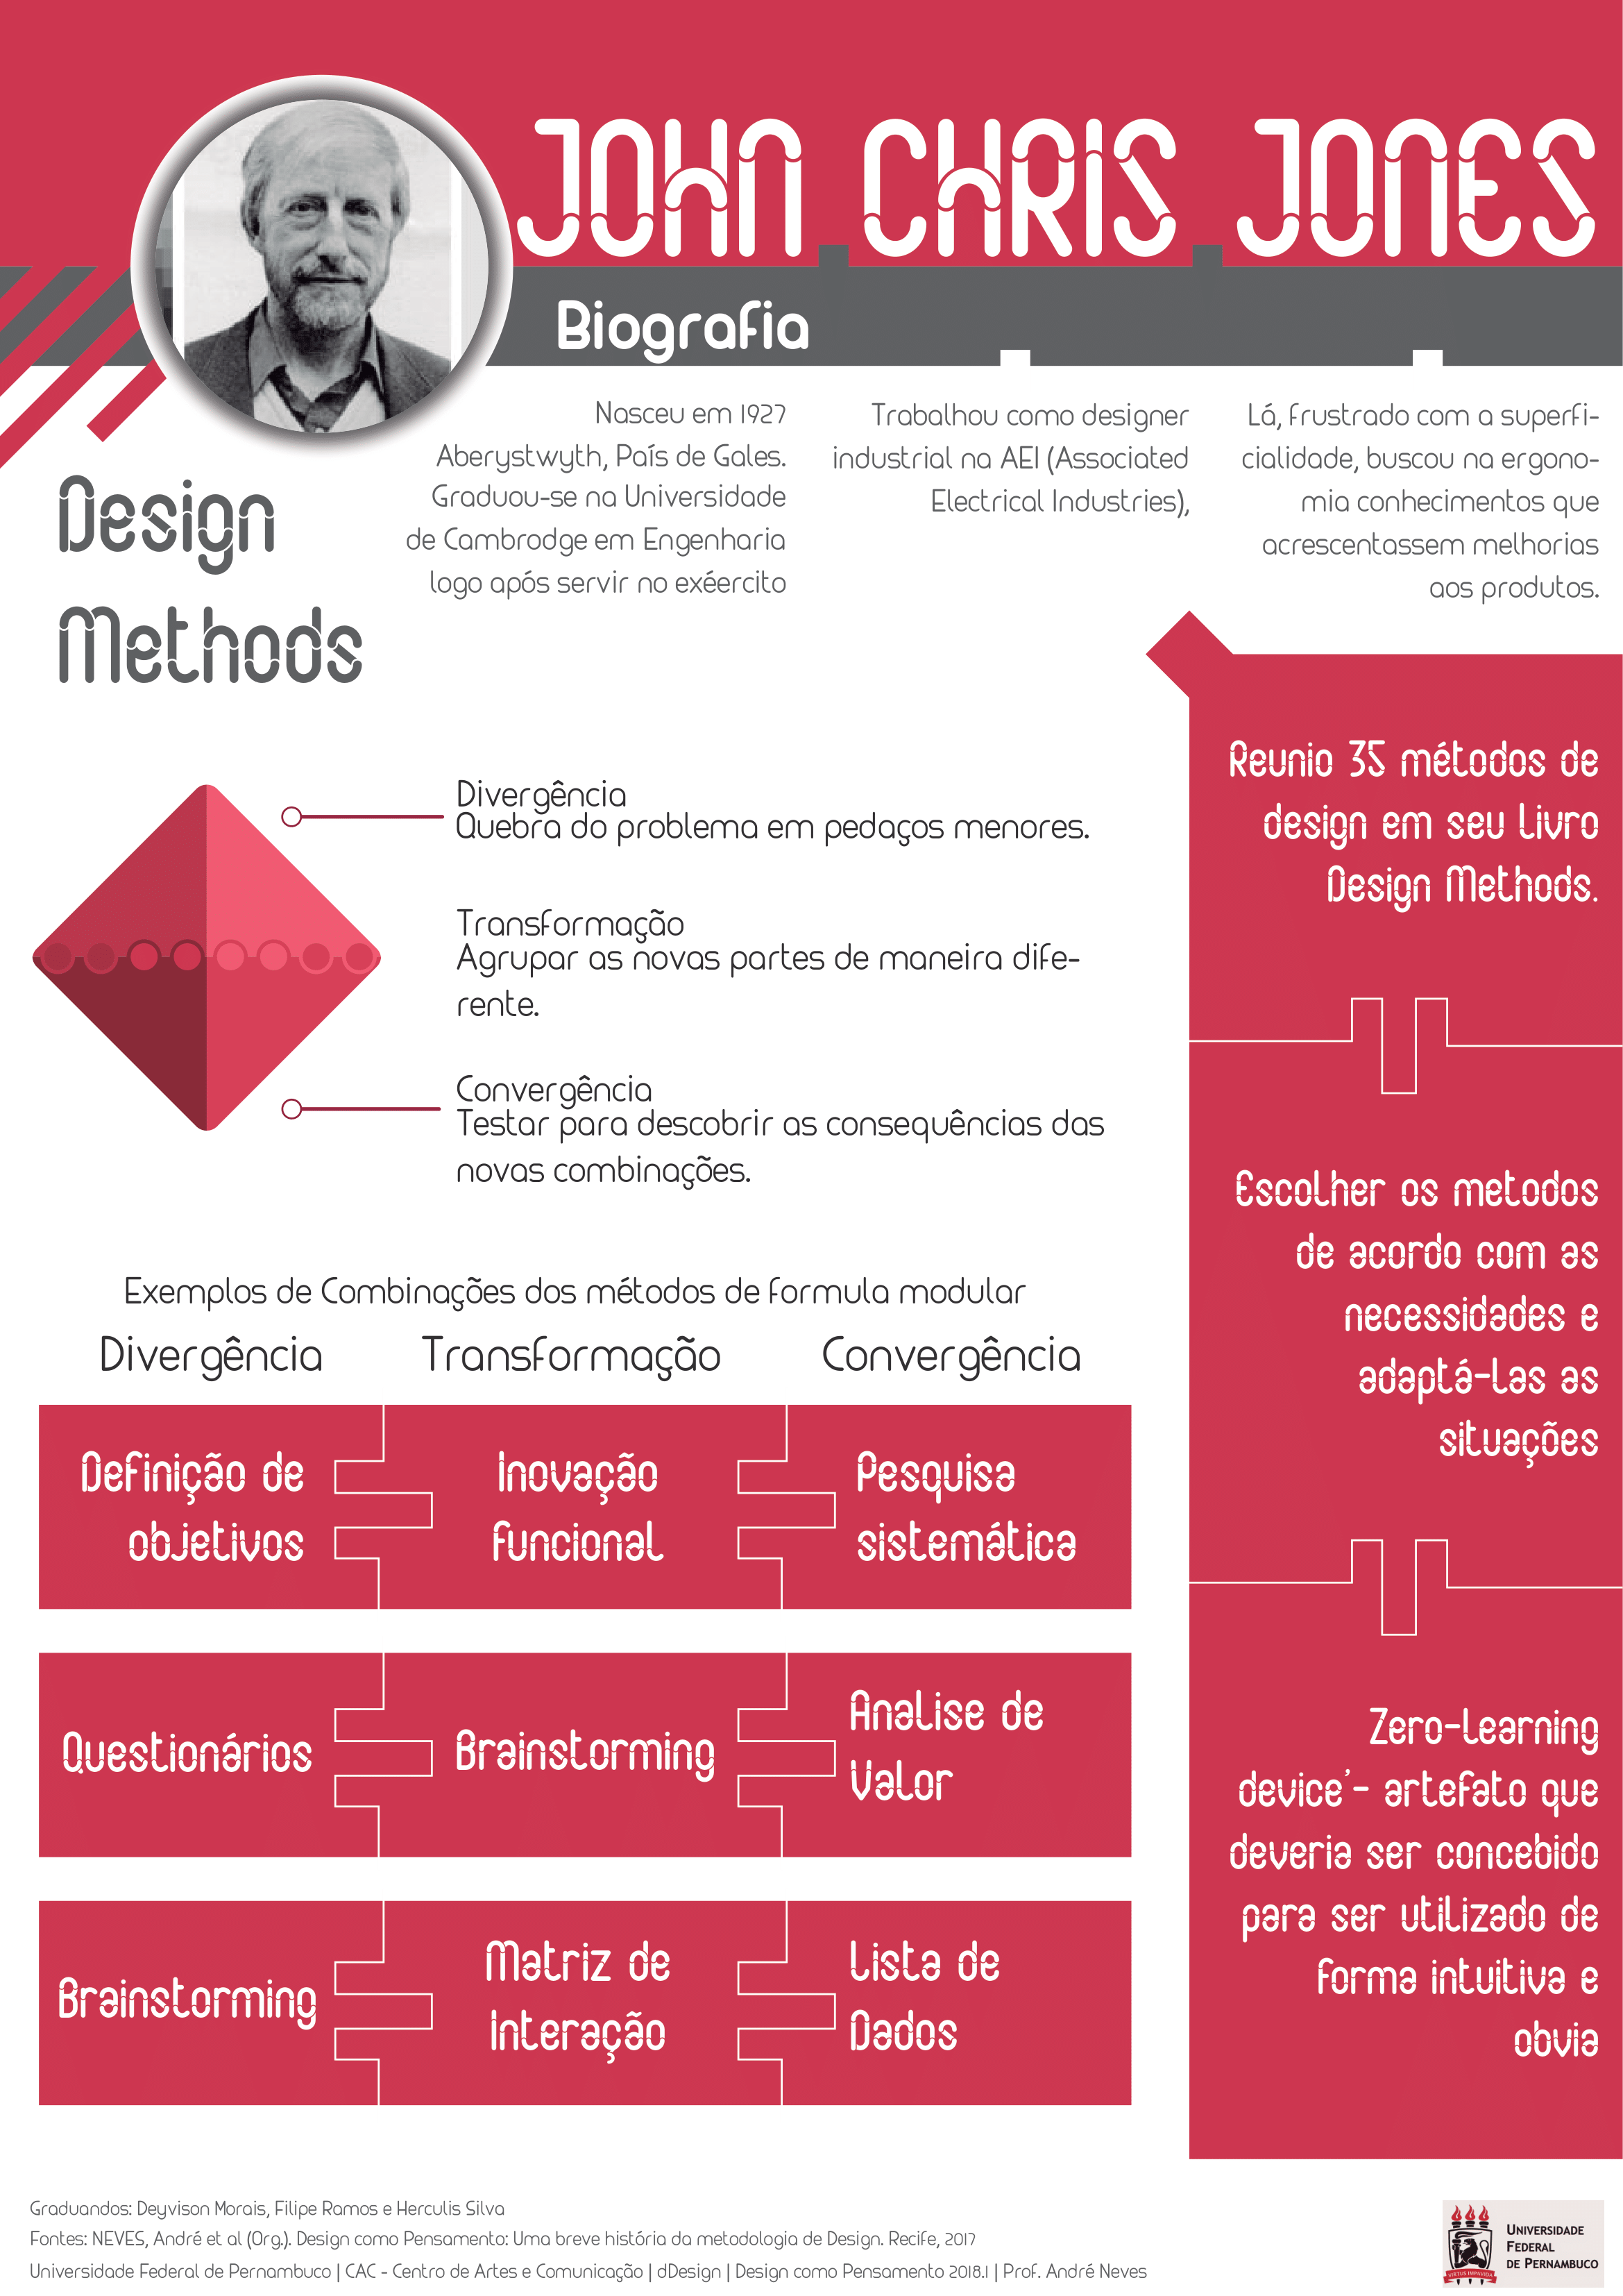 JOHN CHRIS JONES
Biografia
Nasceu em 1927
Aberystwyth, País de Gales.
Graduou-se na Universidade
de Cambrodge em Engenharia
logo após servir no exéercito
Trabalhou como designer
industrial na AEI (Associated
Electrical Industries),
Lá, frustrado com a superfi-
cialidade, buscou na ergono-
mia conhecimentos que
acrescentassem melhorias
aos produtos.
Design
Methods
Divergência
Quebra do problema em pedaços menores.
Transformação
Agrupar as novas partes de maneira dife-
rente.
Convergência
Testar para descobrir as consequências das
novas combinações.
Reunio 35 métodos de
design em seu livro
Design Methods.
Escolher os metodos
de acordo com as
necessidades e
adaptá-las as
situações
Zero-learning
device'- artefato que
deveria ser concebido
para ser utilizado de
forma intuitiva e
obvia
Exemplos de Combinações dos métodos de formula modular
Divergência Transformação Convergência
Definição de
objetivos
Inovação
funcional
Pesquisa
sistemática
Questionários
Brainstorming
Analise de
Valor
Brainstorming
Matriz de
Interação
Lista de
Dados
Graduandos: Deyvison Morais, Filipe Ramos e Herculis Silva
Fontes: NEVES, André et al (Org.). Design como Pensamento: Uma breve história da metodologia de Design. Recife, 2017
Universidade Federal de Pernambuco | CAC - Centro de Artes e Comunicação | dDesign | Design como Pensamento 2018.1 | Prof. André Neves
VIRTUS IMPAVIDA
UNIVERSIDADE
FEDERAL
DE PERNAMBUCO